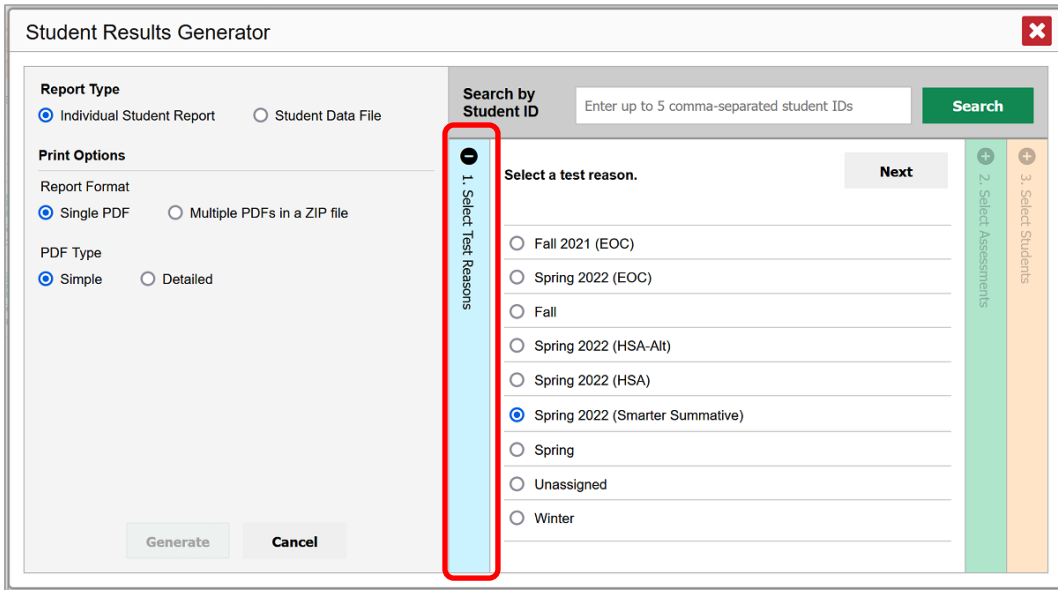 Student Results Generator
Report Type
Individual Student Report
Student Data File
Print Options
Report Format
Single PDF
Multiple PDFs in a ZIP file
PDF Type
Simple
Detailed
Generate
Cancel
Search by
Student ID
Enter up to 5 comma-separated student IDs
Search
1. Select Test Reasons
Select a test reason.
Next
Fall 2021 (EOC)
Spring 2022 (EOC)
Fall
Spring 2022 (HSA-Alt)
Spring 2022 (HSA)
Spring 2022 (Smarter Summative)
Spring
Unassigned
Winter
2. Select Assessments
3. Select Students